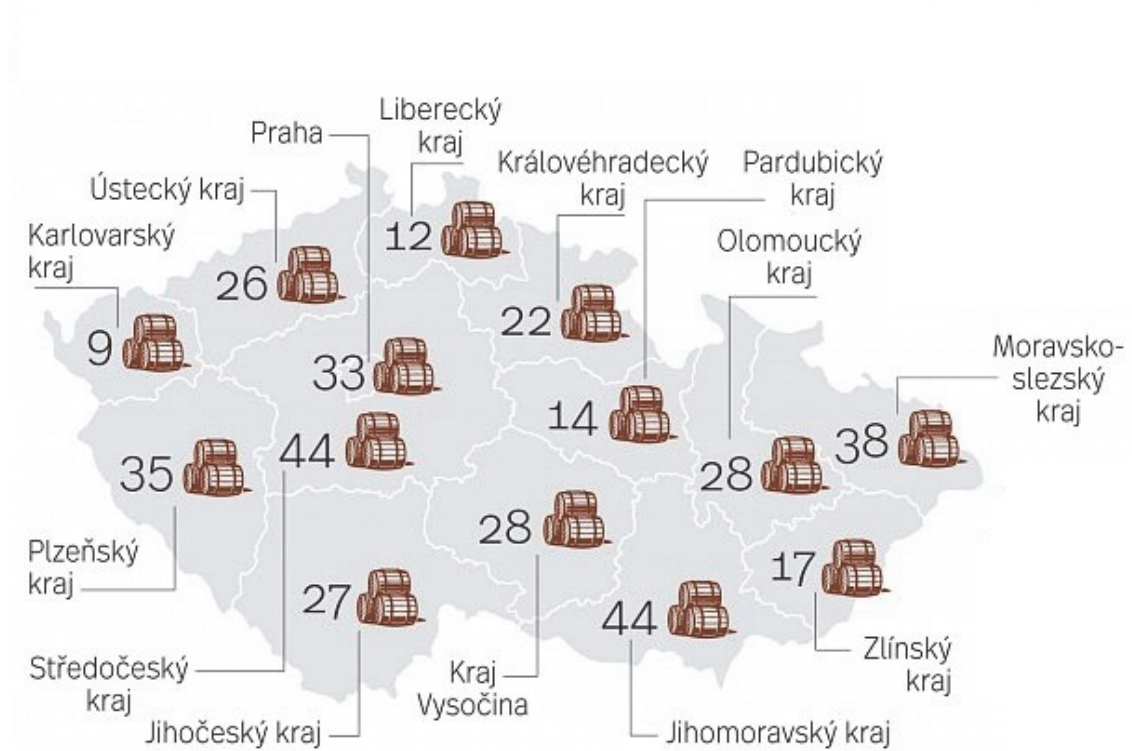 Liberecký
kraj
Praha
Královéhradecký
kraj
Pardubický
kraj
Ústecký kraj
Karlovarský
kraj
Olomoucký
kraj
12
26
22
9
33
Moravsko-
slezský
kraj
14
38
44
35
28
28
Plzeňský
kraj
17
27
44
Zlínský
kraj
Středočeský
kraj
Kraj
Vysočina
Jihočeský kraj
Jihomoravský kraj